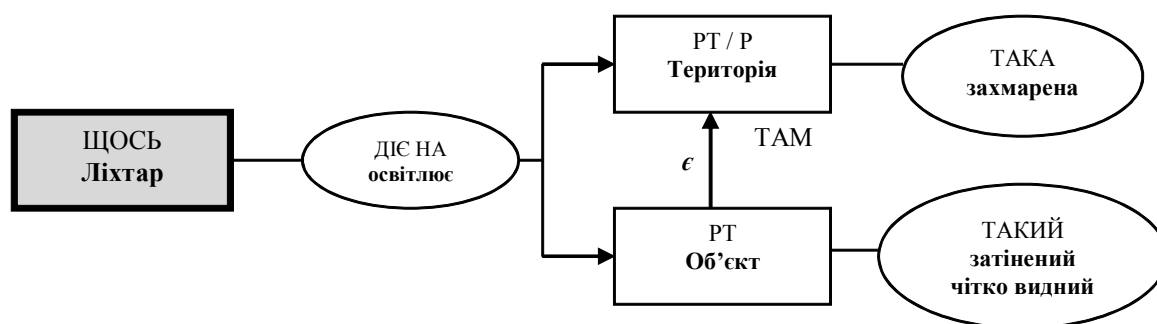 ЩОСЬ
Ліхтар
ДІЄ НА
освітлює
РТ / Р
Територія
ТАКА
захмарена
є
ТАМ
РТ
Об’єкт
ТАКИЙ
затінений
чітко видний